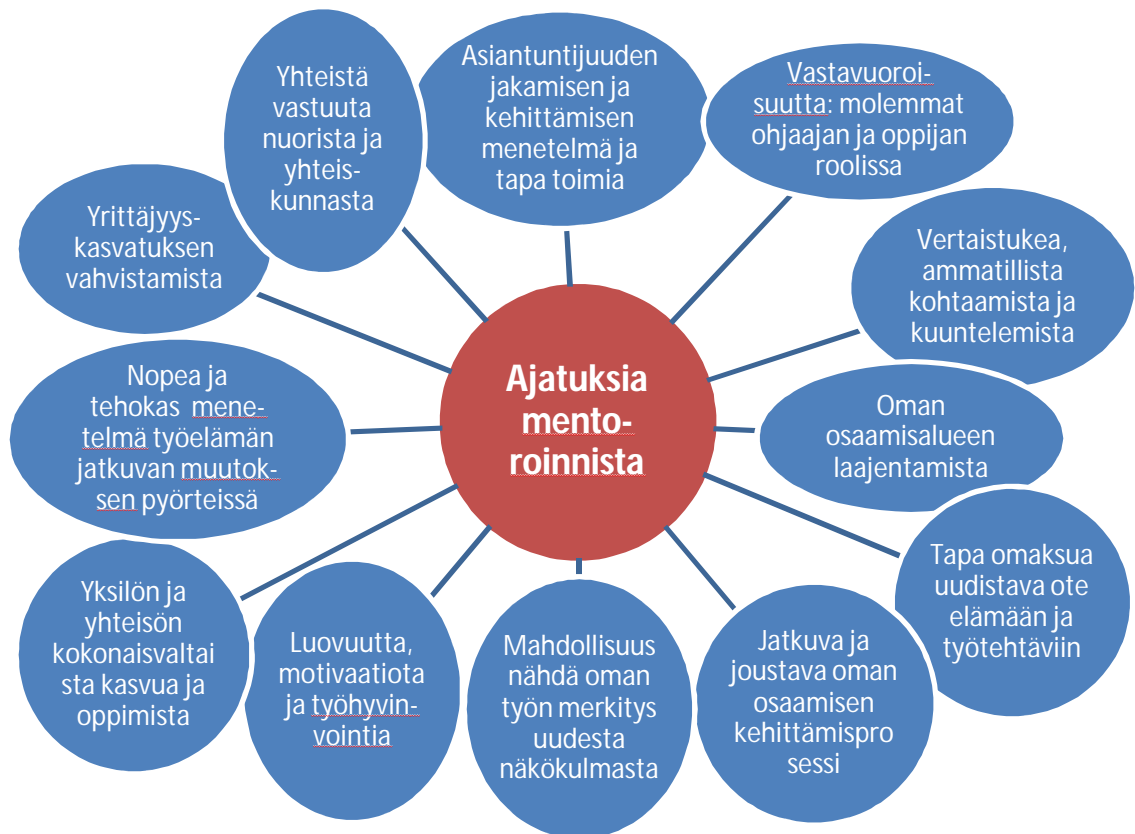 Asiantuntijuuden
jakamisen ja
kehittämisen
menetelmä ja
tapa toimia
Vastavuoroi-
suutta: molemmat
ohjaajan ja oppijan
roolissa
Vertaistukea,
ammatillista
kohtaamista ja
kuuntelemista
Oman
osaamisalueen
laajentamista
Tapa omaksua
uudistava ote
elämään ja
työtehtäviin
Jatkuva ja
joustava oman
osaamisen
kehittämispro
sessi
Mahdollisuus
nähdä oman
työn merkitys
uudesta
näkökulmasta
Luovuutta,
motivaatiota
ja työhyvin-
vointia
Yksilön ja
yhteisön
kokonaisvaltai
sta kasvua ja
oppimista
Nopea ja
tehokas mene-
telmä työelämän
jatkuvan muutok-
sen pyörteissä
Yrittäjyys-
kasvatuksen
vahvistamista
Yhteistä
vastuuta
nuorista ja
yhteis-
kunnasta
Ajatuksia
mento-
roinnista